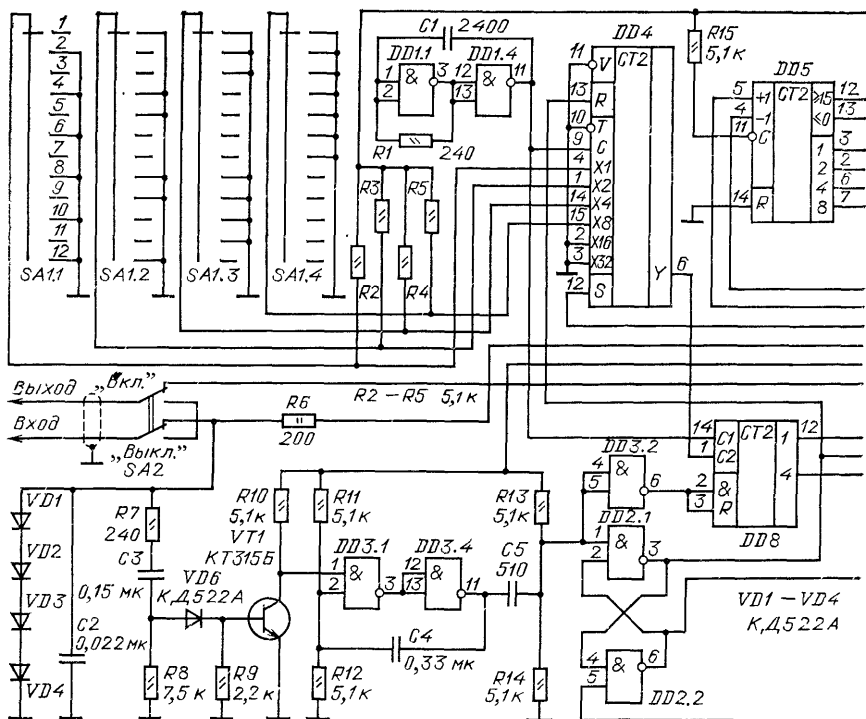 1
2
3
4
5
6
7
8
9
10
11
12
SA1.1
SA1.2
SA1.3
SA1.4
C1 2400
DD1.1
DD1.4
1
2
&
3
12
13
&
11
R1
240
R3
R5
R2
R4
DD4
11
13
10
9
4
1
14
15
2
3
12
V
R
T
C
X1
X2
X4
X8
X16
X32
S
CT2
Y
6
R15
5,1к
DD5
5
4
11
14
+1
-1
C
R
CT2
≥15
≤0
1
2
4
8
12
13
3
2
6
7
Выход
„Вкл.”
Вход
„Выкл.”
SA2
R6
200
R2 – R5 5,1к
VD1
VD2
VD3
VD4
C2
0,022 мк
R7
240
C3
0,15 мк
VD6
КД522А
R8
7,5 к
R9
2,2к
R10
5,1к
VT1
КТ315Б
R11
5,1к
DD3.1
1
2
&
3
DD3.4
12
13
&
11
C4
0,33 мк
R12
5,1к
C5
510
R13
5,1к
R14
5,1к
DD3.2
4
5
&
6
DD2.1
1
2
&
3
4
5
&
6
DD2.2
14
1
2
3
C1
C2
&
R
CT2
1
4
12
DD8
VD1 – VD4
КД522А